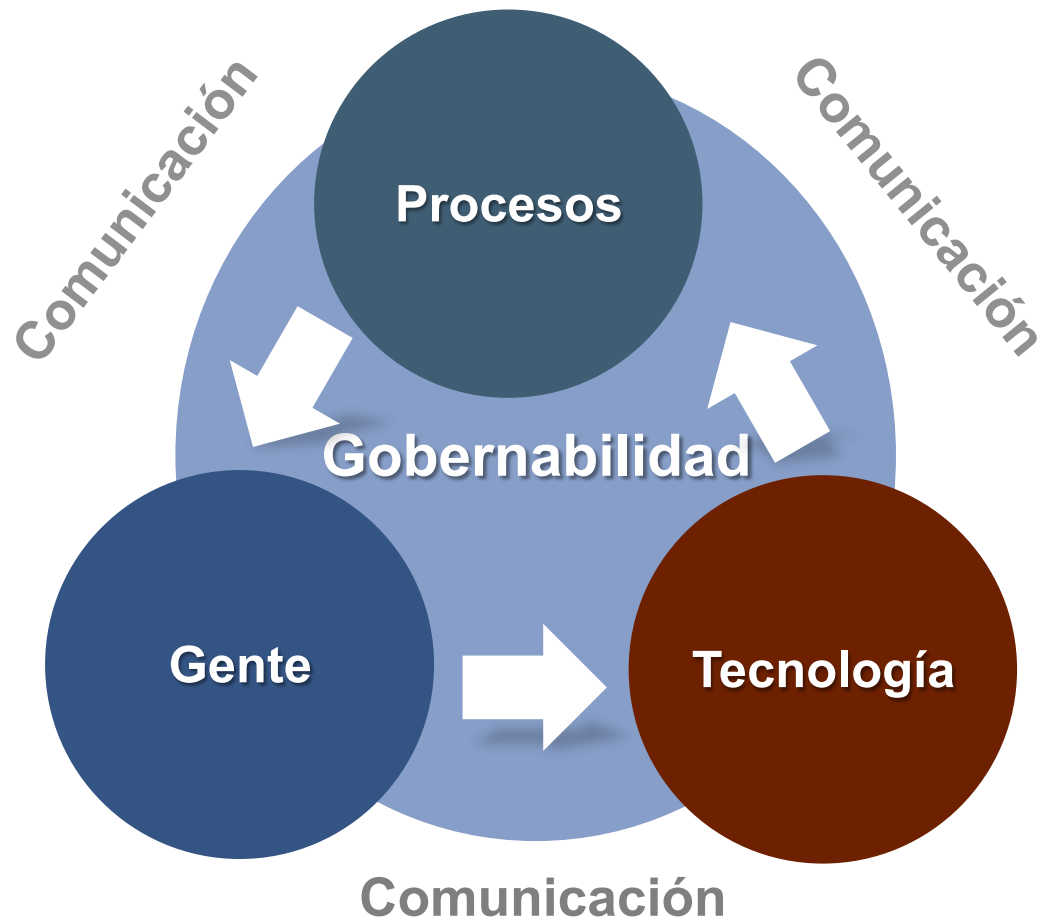 Comunicación
Comunicación
Procesos
Gobernabilidad
Gente
Tecnología
Comunicación